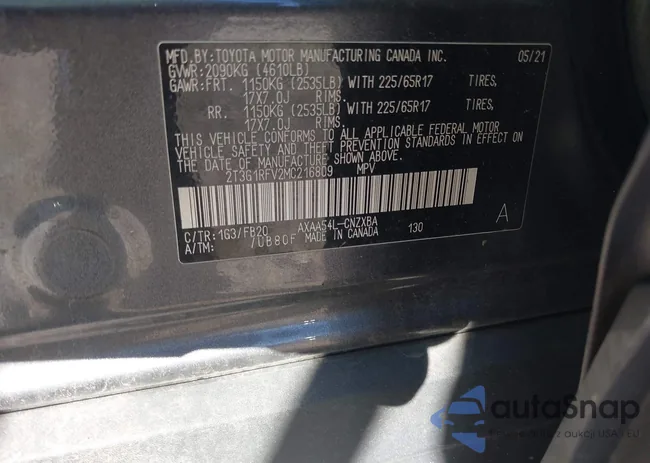 MFD.BY:TOYOTA MOTOR MANUFACTURING CANADA INC. 05/21
GVWR:2090KG (4610LB)
GAWR:FRT. 1150KG (2535LB) WITH 225/65R17 TIRES,
17X7.0J RIMS.
RR. 1150KG (2535LB) WITH 225/65R17 TIRES,
17X7.0J RIMS.
THIS VEHICLE CONFORMS TO ALL APPLICABLE FEDERAL MOTOR
VEHICLE SAFETY AND THEFT PREVENTION STANDARDS IN EFFECT ON
THE DATE OF MANUFACTURE SHOWN ABOVE.
2T3G1RFV2MC216809 MPV
C/TR: 1G3/FB20 AXAA54L-CNZXBA 130 A
A/TM: /UB80F MADE IN CANADA
autoSnap
z aukcji USA i EU